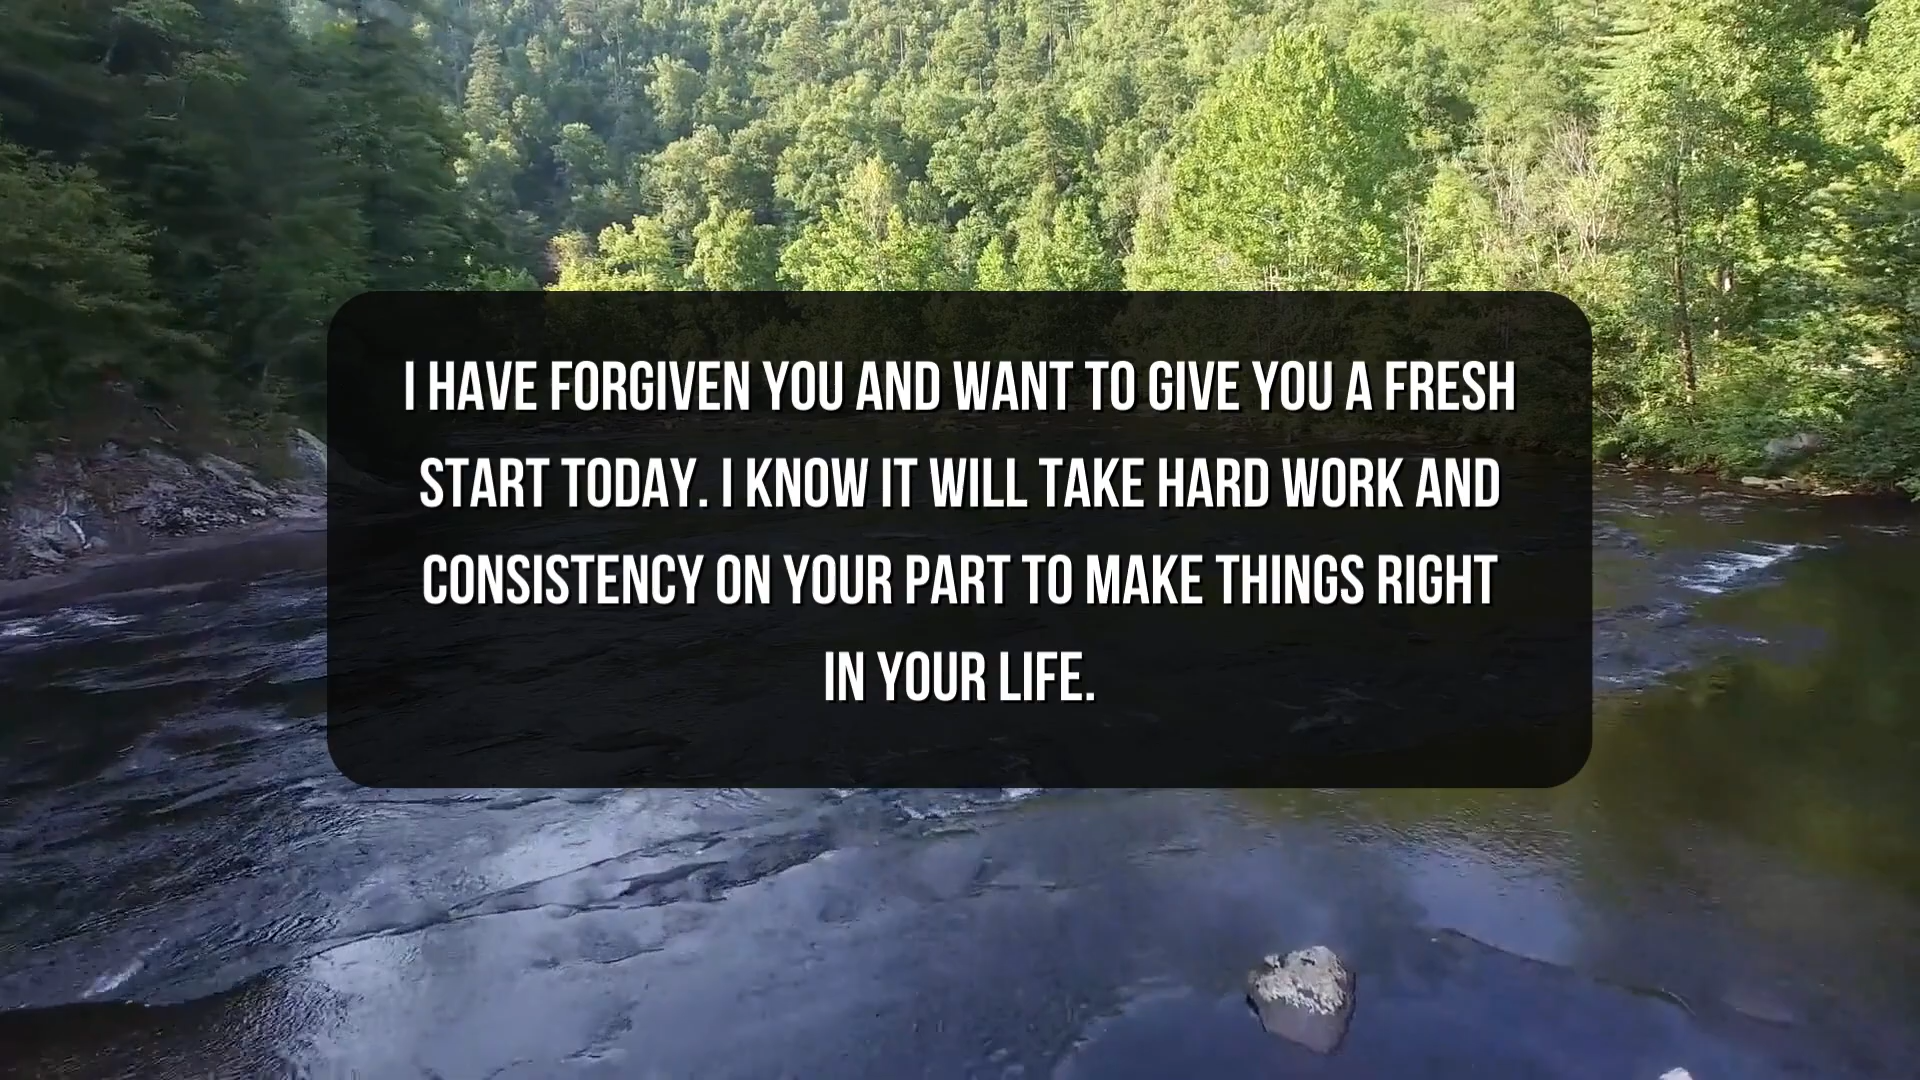 I HAVE FORGIVEN YOU AND WANT TO GIVE YOU A FRESH
START TODAY. I KNOW IT WILL TAKE HARD WORK AND
CONSISTENCY ON YOUR PART TO MAKE THINGS RIGHT
IN YOUR LIFE.